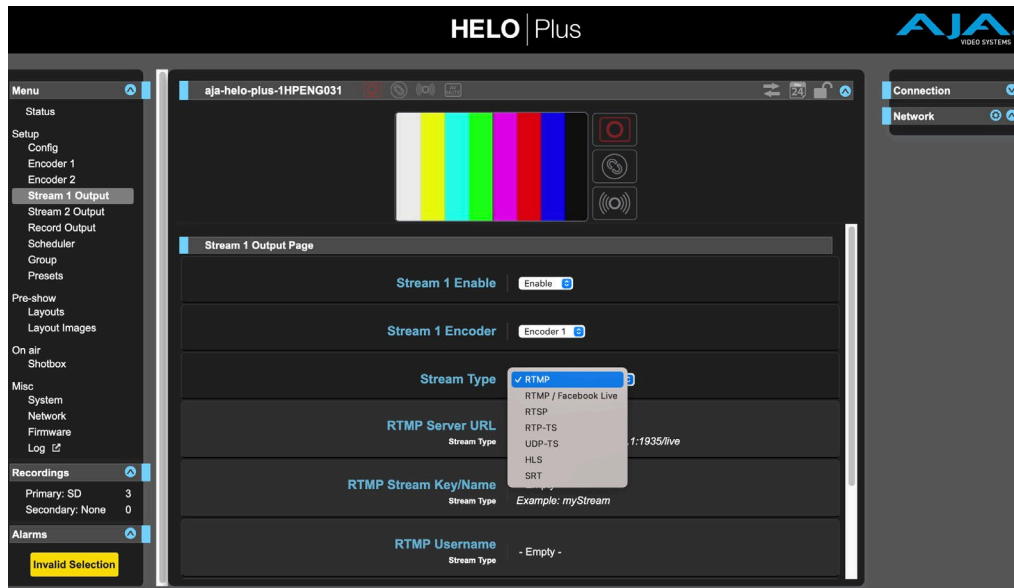 HELO | Plus
AJA
VIDEO SYSTEMS
Menu
Status
Setup
Config
Encoder 1
Encoder 2
Stream 1 Output
Stream 2 Output
Record Output
Scheduler
Group
Presets
Pre-show
Layouts
Layout Images
On air
Shotbox
Misc
System
Network
Firmware
Log
Recordings
Primary: SD 3
Secondary: None 0
Alarms
Invalid Selection
aja-helo-plus-1HPENG031
24
Stream 1 Output Page
Stream 1 Enable Enable
Stream 1 Encoder Encoder 1
Stream Type RTMP
RTMP / Facebook Live
RTSP
RTP-TS
UDP-TS
HLS
SRT
RTMP Server URL
Stream Type .1:1935/live
RTMP Stream Key/Name
Stream Type Example: myStream
RTMP Username - Empty -
Stream Type
Connection
Network